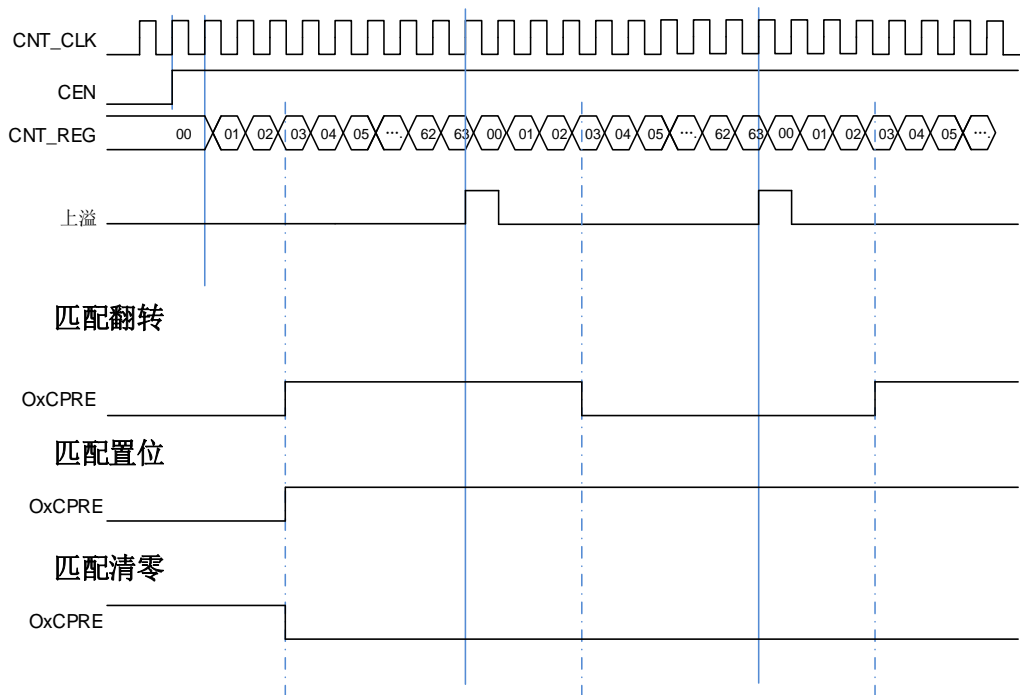 CNT_CLK
CEN
CNT_REG 00 01 02 03 04 05 ···. 62 63 00 01 02 03 04 05 ···. 62 63 00 01 02 03 04 05 ···.
上溢
匹配翻转
OxCPRE
匹配置位
OxCPRE
匹配清零
OxCPRE